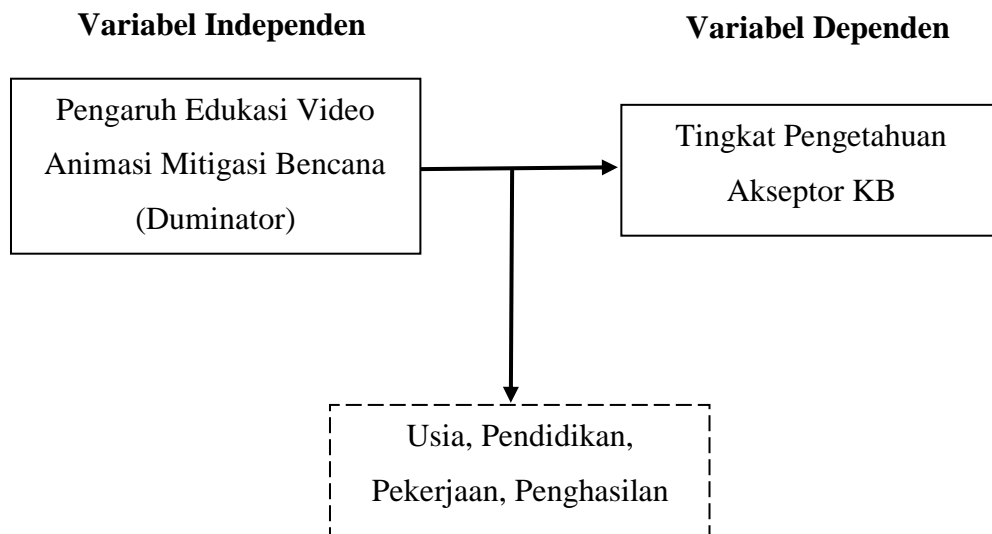 Variabel Independen
Variabel Dependen
Pengaruh Edukasi Video
Animasi Mitigasi Bencana
(Duminator)
Tingkat Pengetahuan
Akseptor KB
Usia, Pendidikan,
Pekerjaan, Penghasilan